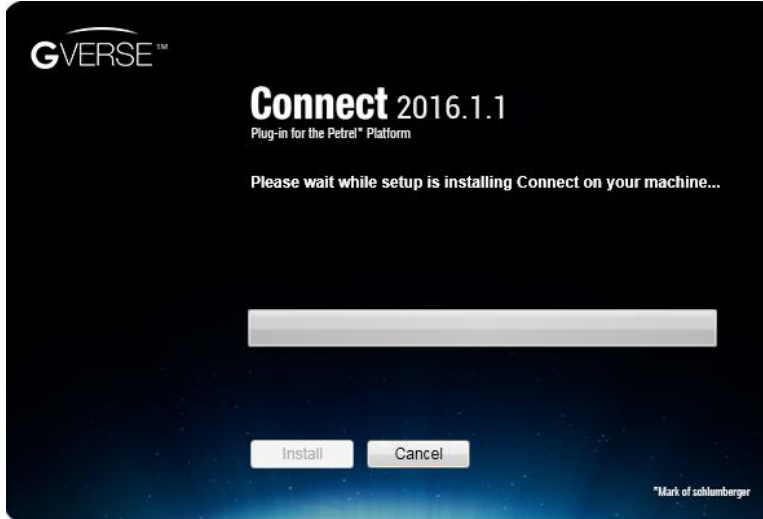 GVERSE™
Connect 2016.1.1
Plug-in for the Petrel* Platform
Please wait while setup is installing Connect on your machine...
Install
Cancel
*Mark of schlumberger